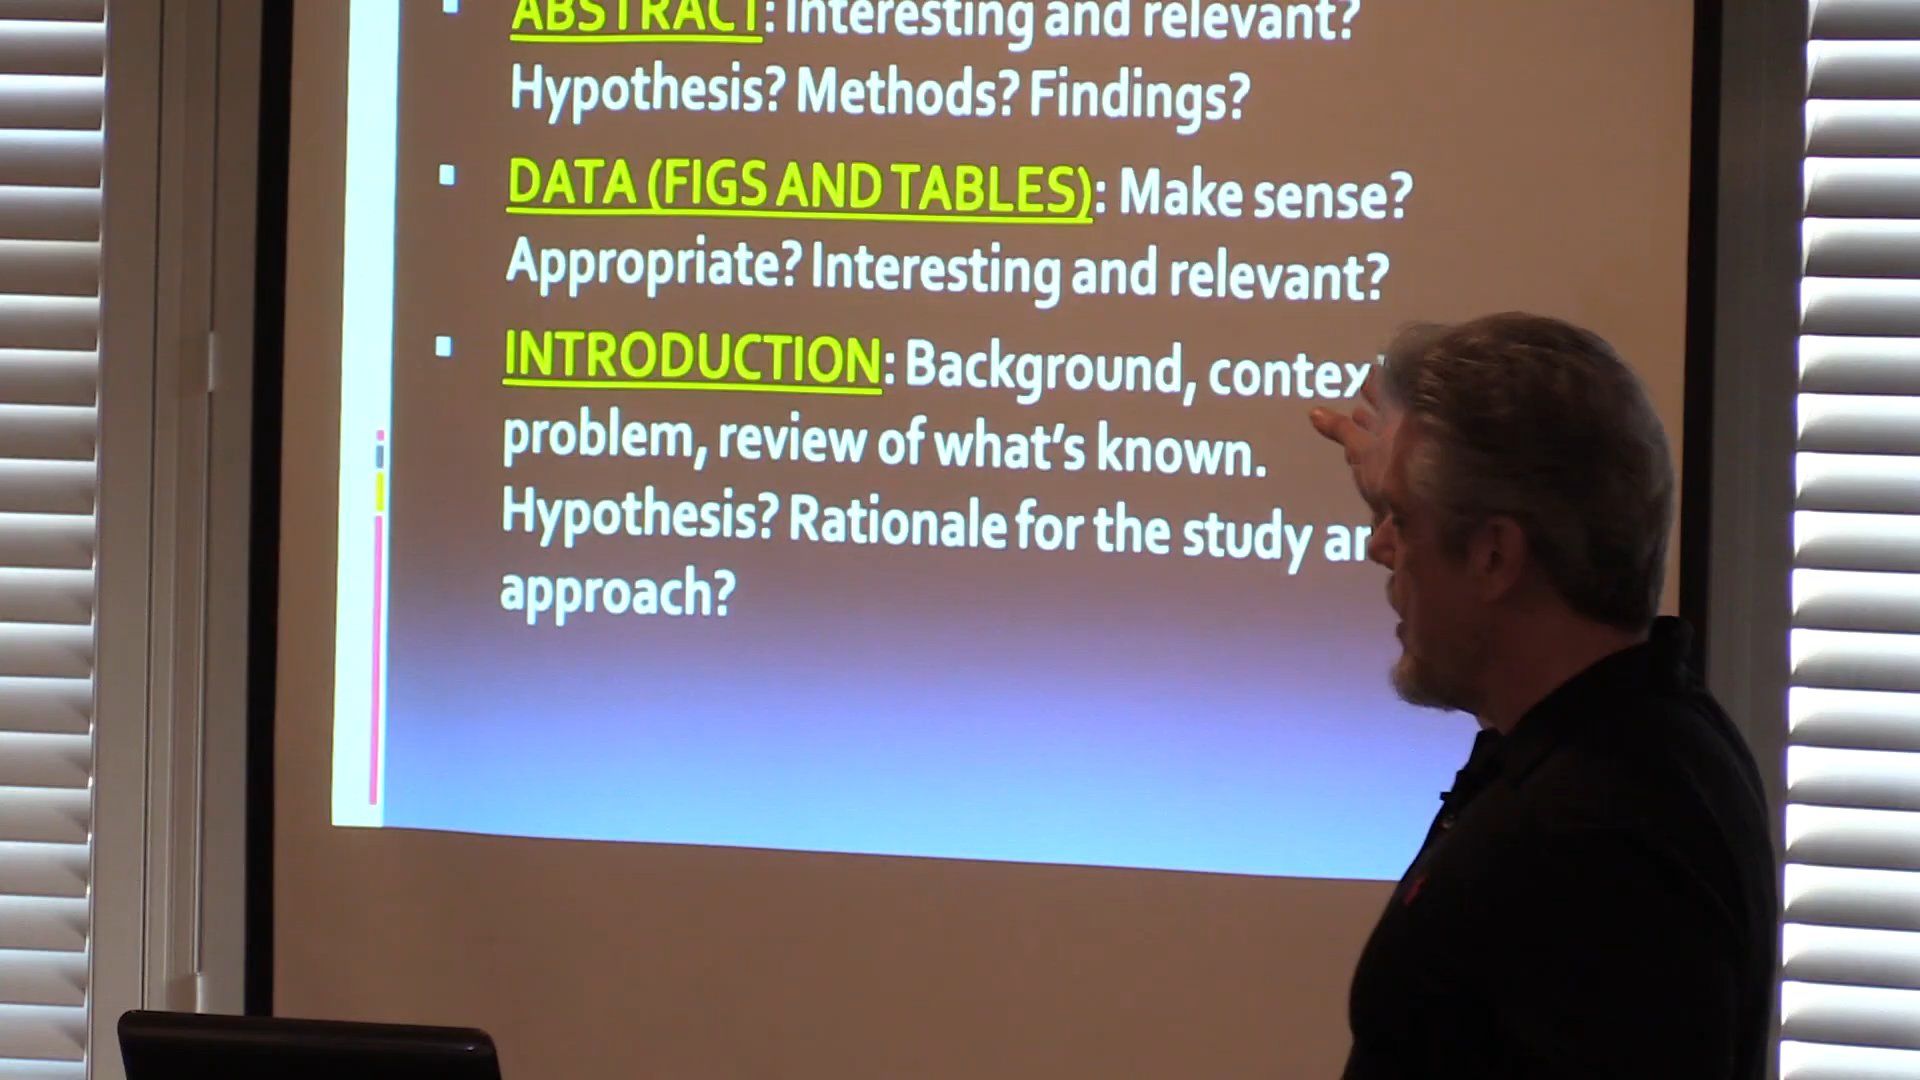 ABSTRACT: Interesting and relevant?
Hypothesis? Methods? Findings?
DATA (FIGS AND TABLES): Make sense?
Appropriate? Interesting and relevant?
INTRODUCTION: Background,
problem, review of what's known.
Hypothesis? Rationale for the study
approach?